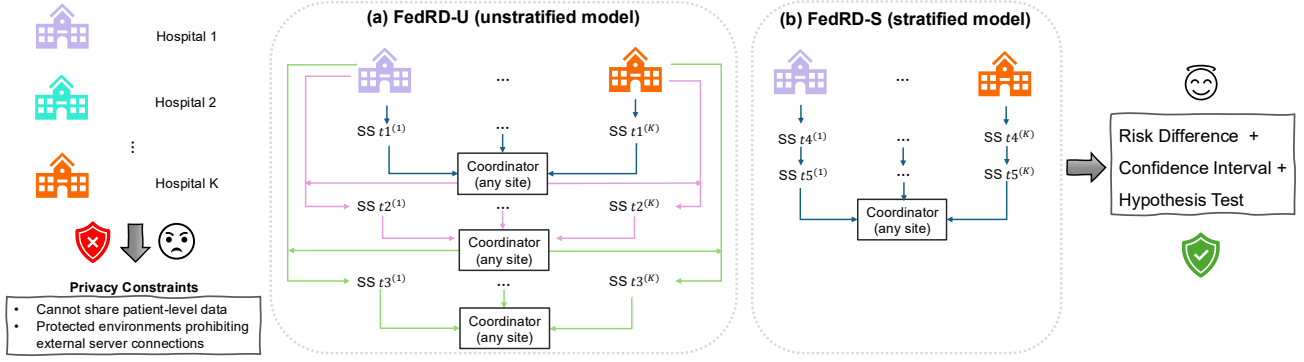 Hospital 1
Hospital 2
⋮
Hospital K
Privacy Constraints
• Cannot share patient-level data
• Protected environments prohibiting
external server connections
(a) FedRD-U (unstratified model)
...
SS t1^(1)
...
SS t1^(K)
Coordinator
(any site)
SS t2^(1)
...
SS t2^(K)
Coordinator
(any site)
SS t3^(1)
...
SS t3^(K)
Coordinator
(any site)
(b) FedRD-S (stratified model)
...
SS t4^(1)
...
SS t4^(K)
SS t5^(1)
...
SS t5^(K)
Coordinator
(any site)
Risk Difference +
Confidence Interval +
Hypothesis Test